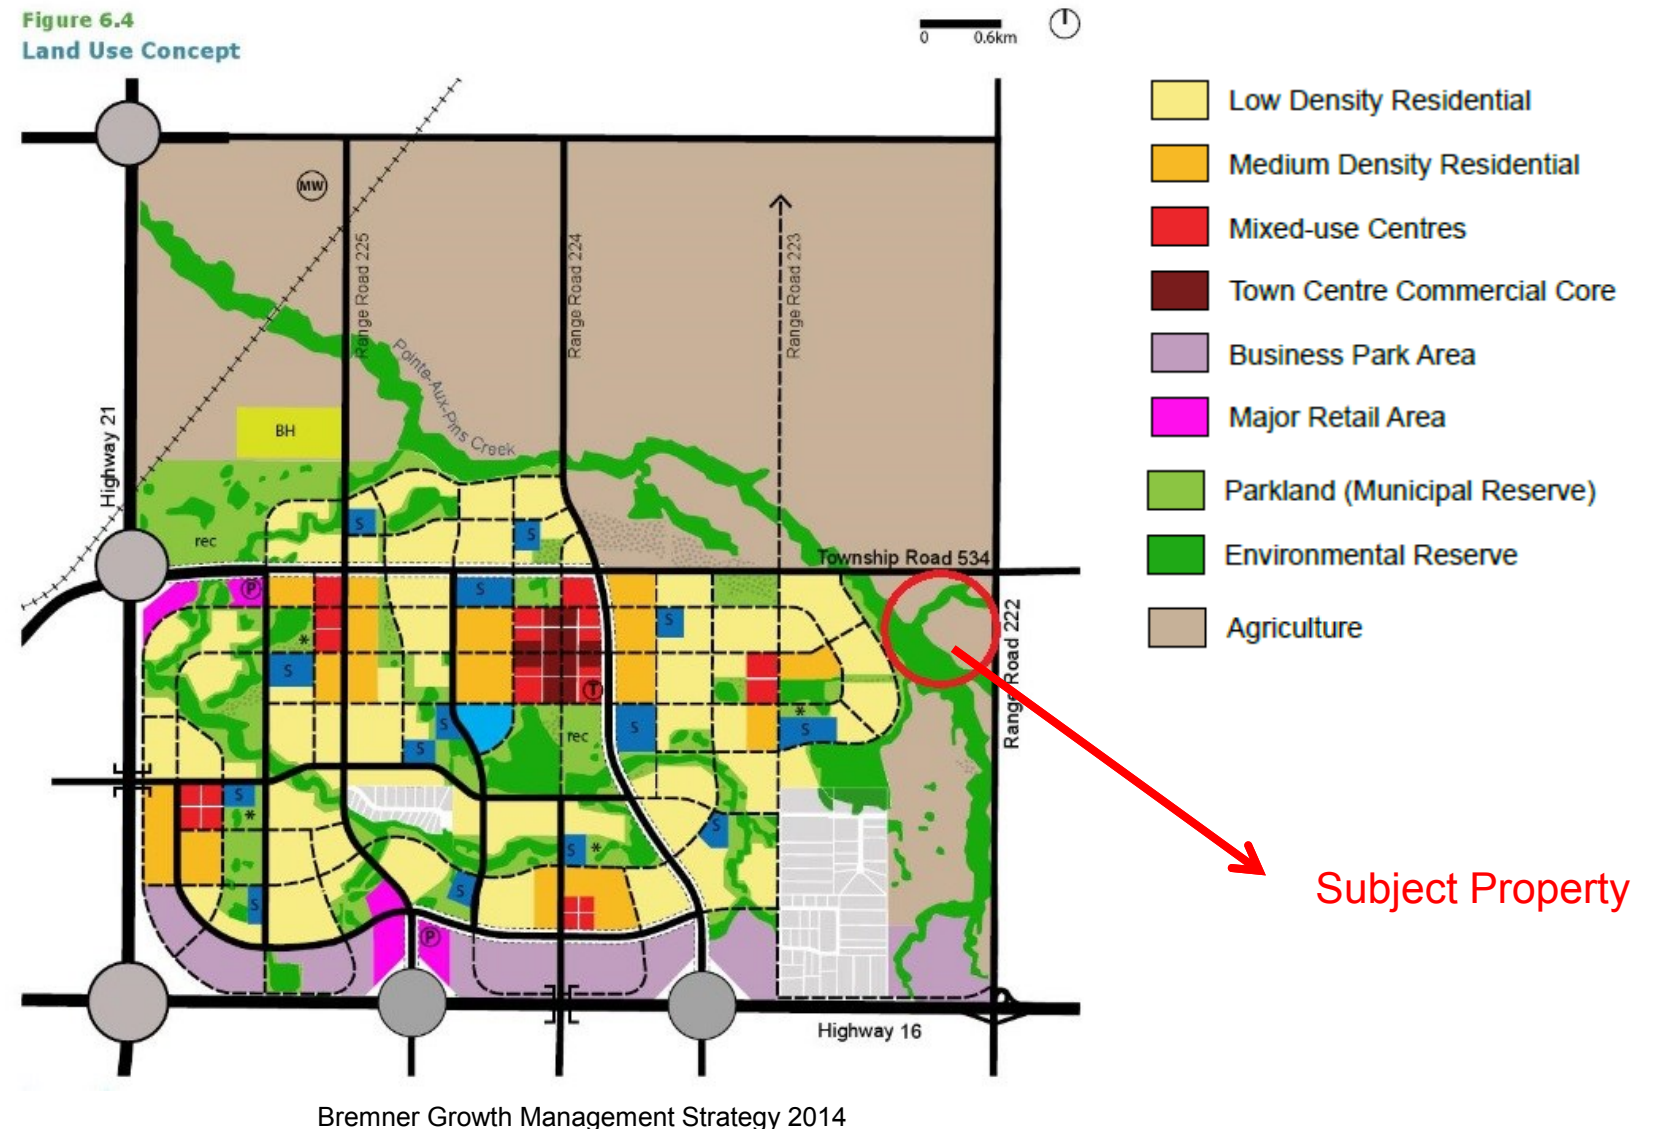 Figure 6.4
Land Use Concept
0 0.6km
Low Density Residential
Medium Density Residential
Mixed-use Centres
Town Centre Commercial Core
Business Park Area
Major Retail Area
Parkland (Municipal Reserve)
Environmental Reserve
Agriculture
MW
Range Road 225
Range Road 224
Range Road 223
Pointe-Aux-Pins Creek
Highway 21
BH
rec
S
S
Township Road 534
P
S
*
S
S
Range Road 222
T
S
*
S
S
S
rec
S
*
S
S
S
*
S
S
P
Subject Property
Highway 16
Bremner Growth Management Strategy 2014